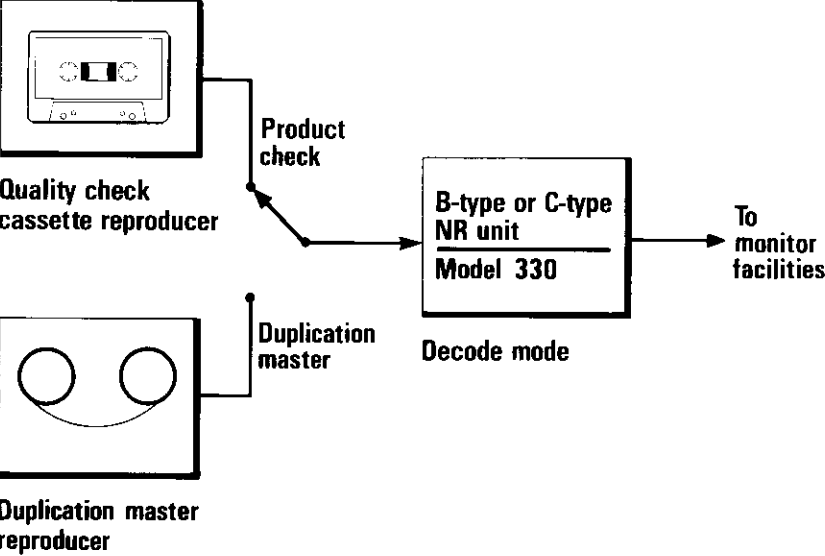 Product
check
Quality check
cassette reproducer
B-type or C-type
NR unit
Model 330
To
monitor
facilities
Duplication
master
Decode mode
Duplication master
reproducer